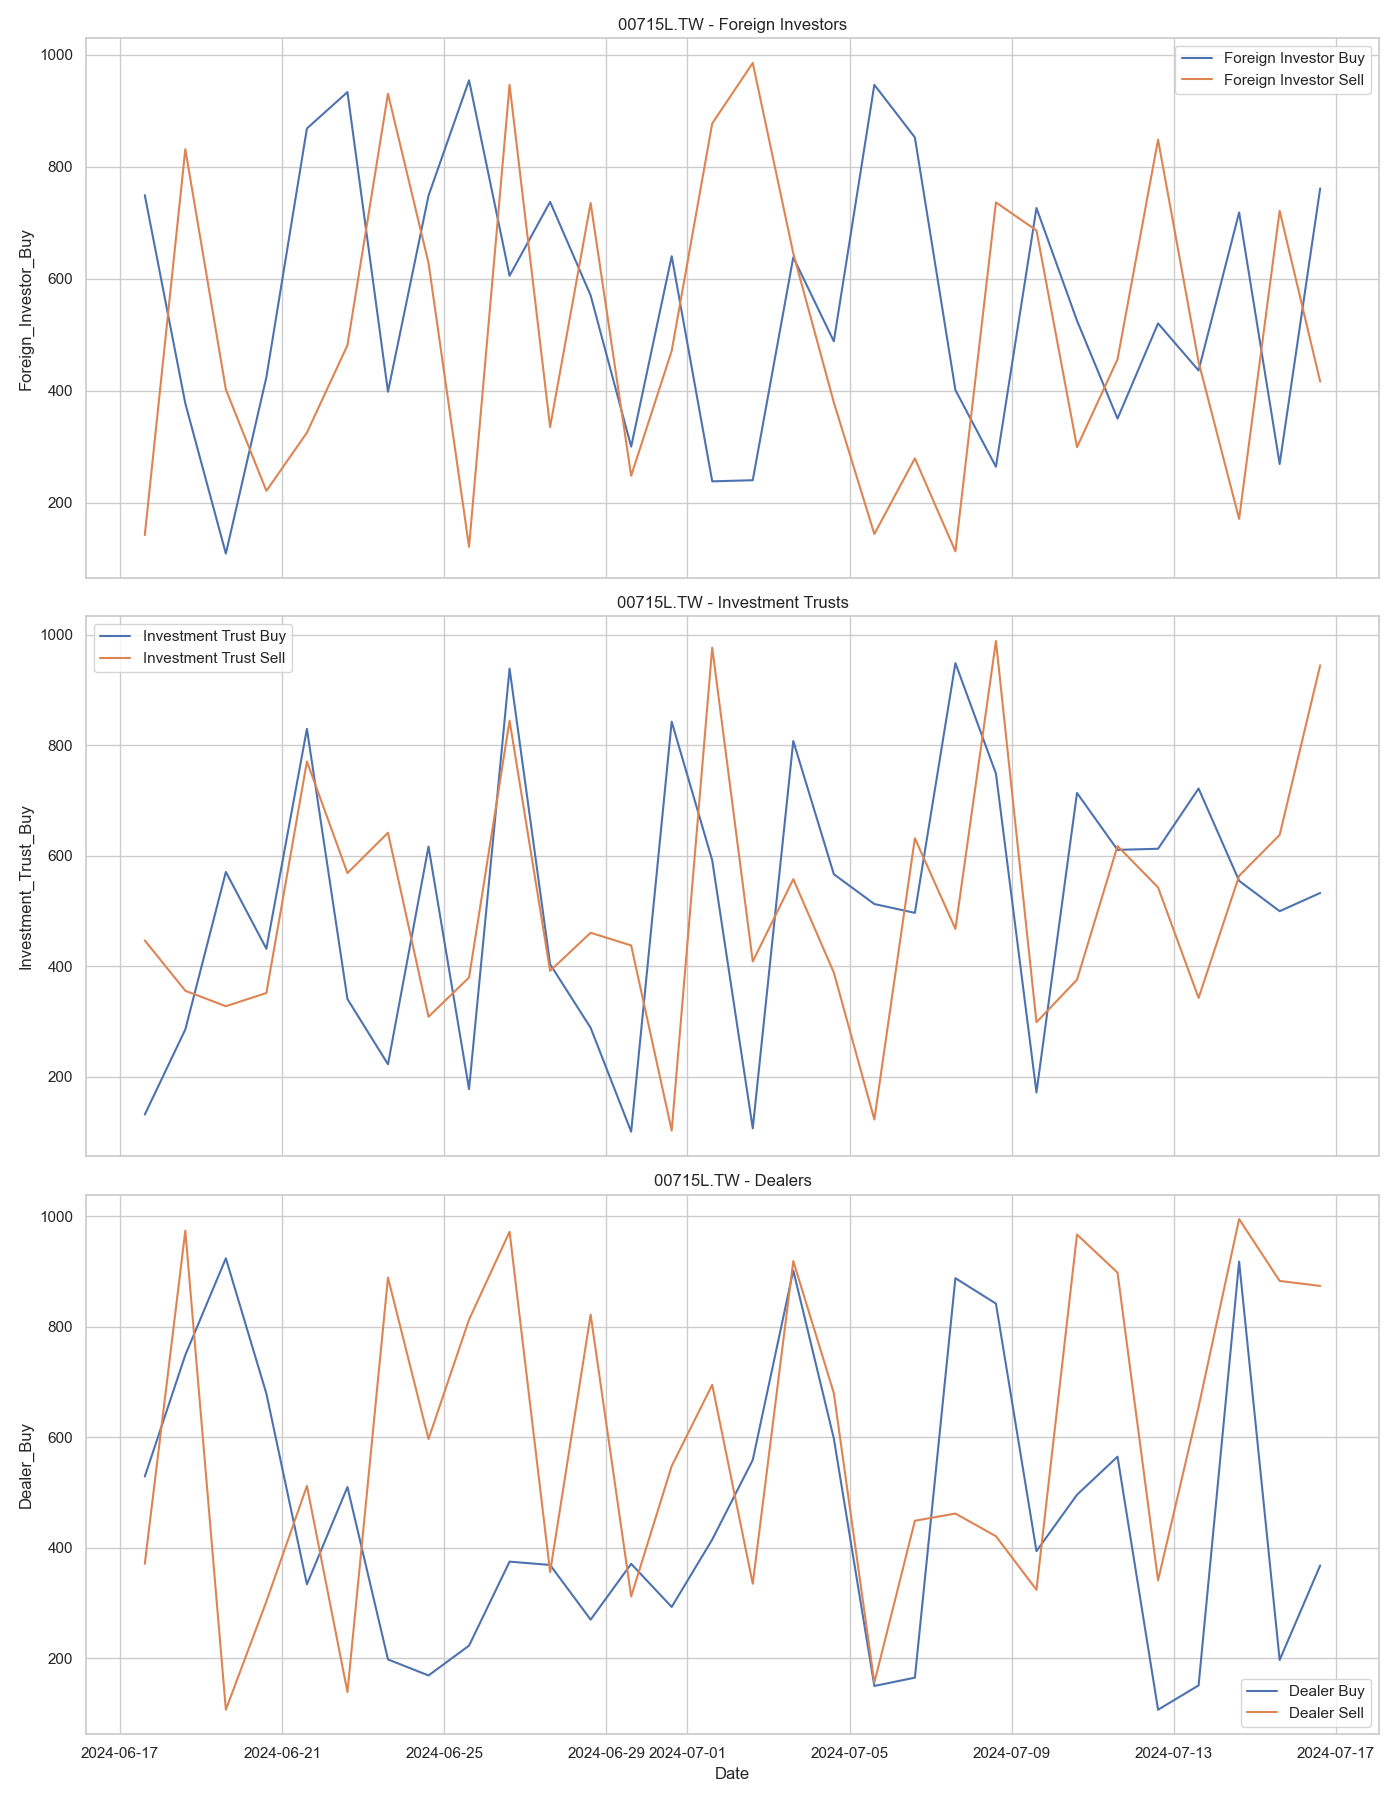 00715L.TW - Foreign Investors
Foreign Investor Buy
Foreign Investor Sell
1000
800
600
400
200
Foreign_Investor_Buy
00715L.TW - Investment Trusts
Investment Trust Buy
Investment Trust Sell
1000
800
600
400
200
Investment_Trust_Buy
00715L.TW - Dealers
1000
800
600
400
200
Dealer_Buy
Dealer Buy
Dealer Sell
2024-06-17 2024-06-21 2024-06-25 2024-06-29 2024-07-01 2024-07-05 2024-07-09 2024-07-13 2024-07-17
Date